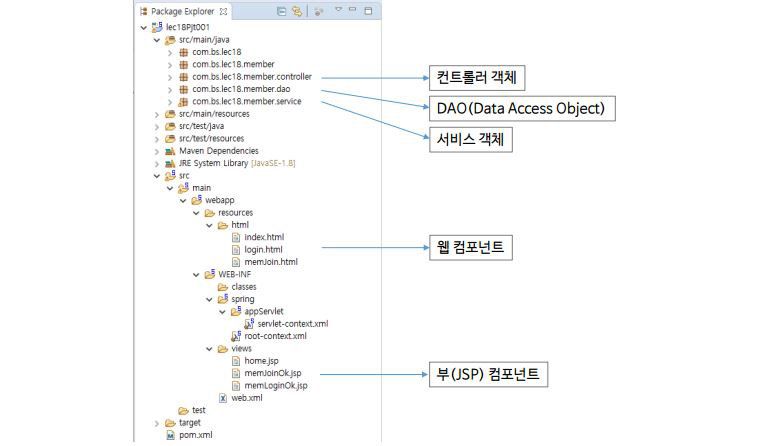 Package Explorer
lec18Pjt001
src/main/java
com.bs.lec18
com.bs.lec18.member
com.bs.lec18.member.controller
com.bs.lec18.member.dao
com.bs.lec18.member.service
src/main/resources
src/test/java
src/test/resources
Maven Dependencies
JRE System Library [JavaSE-1.8]
src
main
webapp
resources
html
index.html
login.html
memJoin.html
WEB-INF
classes
spring
appServlet
servlet-context.xml
root-context.xml
views
home.jsp
memJoinOk.jsp
memLoginOk.jsp
web.xml
test
target
pom.xml
컨트롤러 객체
DAO(Data Access Object)
서비스 객체
웹 컴포넌트
부(JSP) 컴포넌트